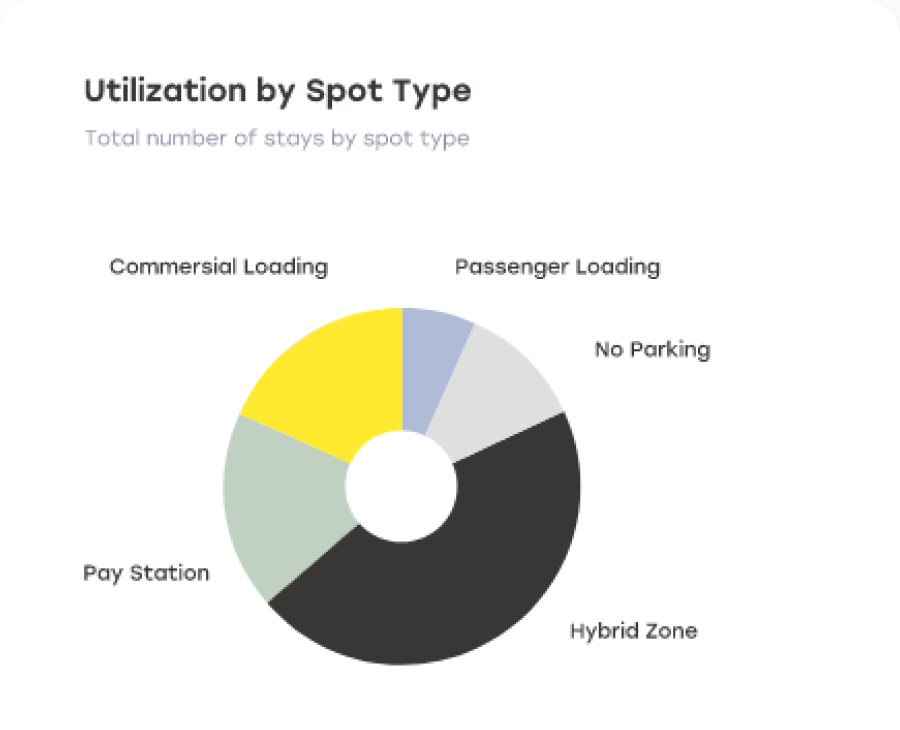 Utilization by Spot Type
Total number of stays by spot type
Commersial Loading
Passenger Loading
No Parking
Pay Station
Hybrid Zone